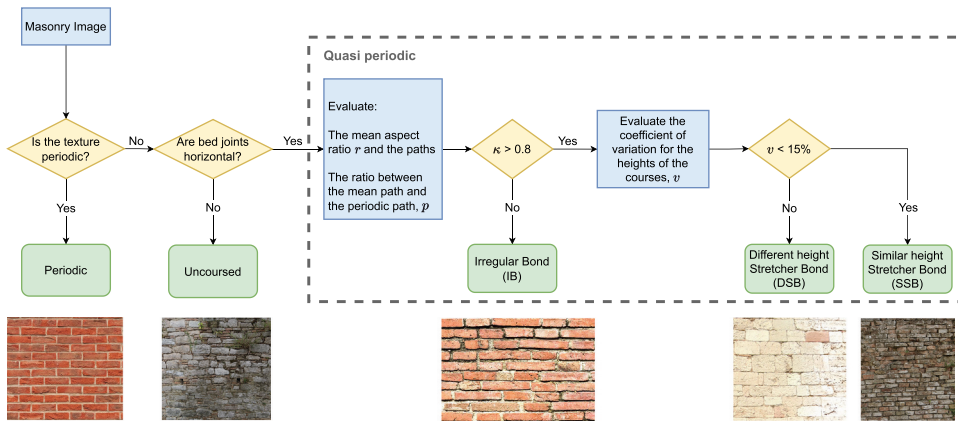 Masonry Image
Quasi periodic
Is the texture
periodic?
No
Are bed joints
horizontal?
Yes
Evaluate:
The mean aspect
ratio r and the paths
The ratio between
the mean path and
the periodic path, p
κ > 0.8
Yes
Evaluate the
coefficient of
variation for the
heights of the
courses, v
v < 15%
Yes
No
No
No
Yes
Periodic
Uncoursed
Irregular Bond
(IB)
Different height
Stretcher Bond
(DSB)
Similar height
Stretcher Bond
(SSB)